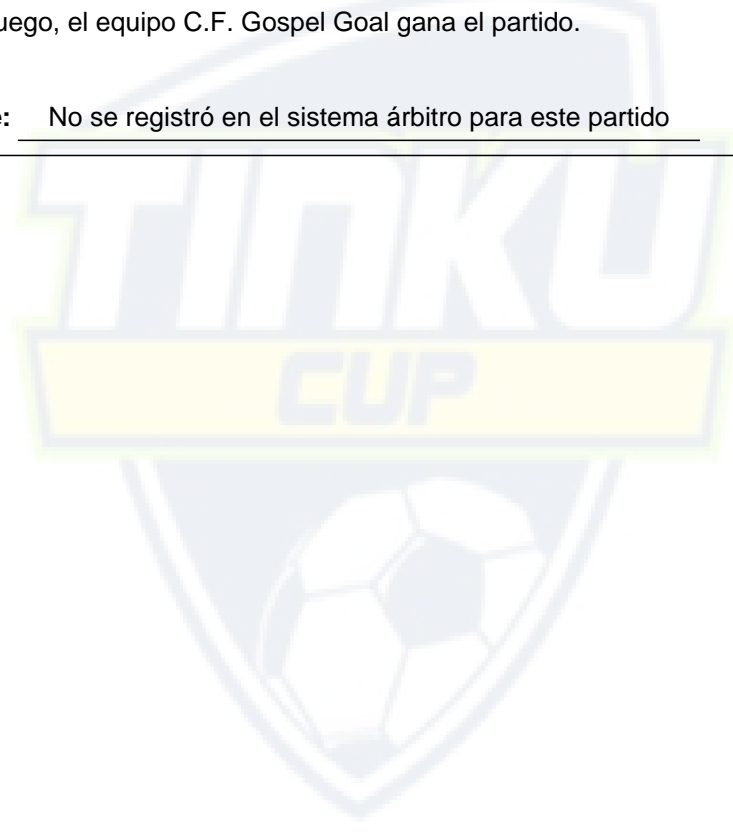 uego, el equipo C.F. Gospel Goal gana el partido.
: No se registró en el sistema árbitro para este partido
TINKU
CUP